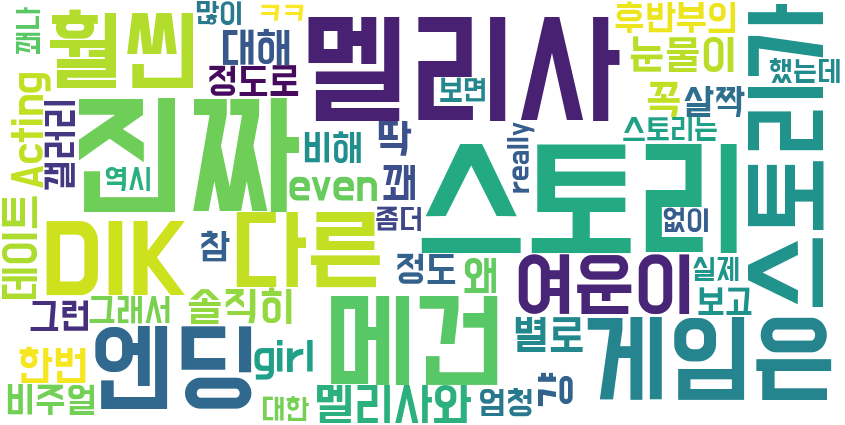 많이
ㅋㅋ
꽤나
훨씬
대해
멜리사
후반부의
스토리가
눈물이
했는데
정도로
보면
Acting
진짜
갤러리
꼭
살짝
역시
비해
딱
even
꽤
really
스토리
스토리는
데이트
DIK
다른
참
좀더
정도
왜
여운이
없이
실제
보고
그런
그래서
솔직히
메건
게임은
한번
엔딩
girl
별로
비주얼
대한
멜리사와
엄청
걍